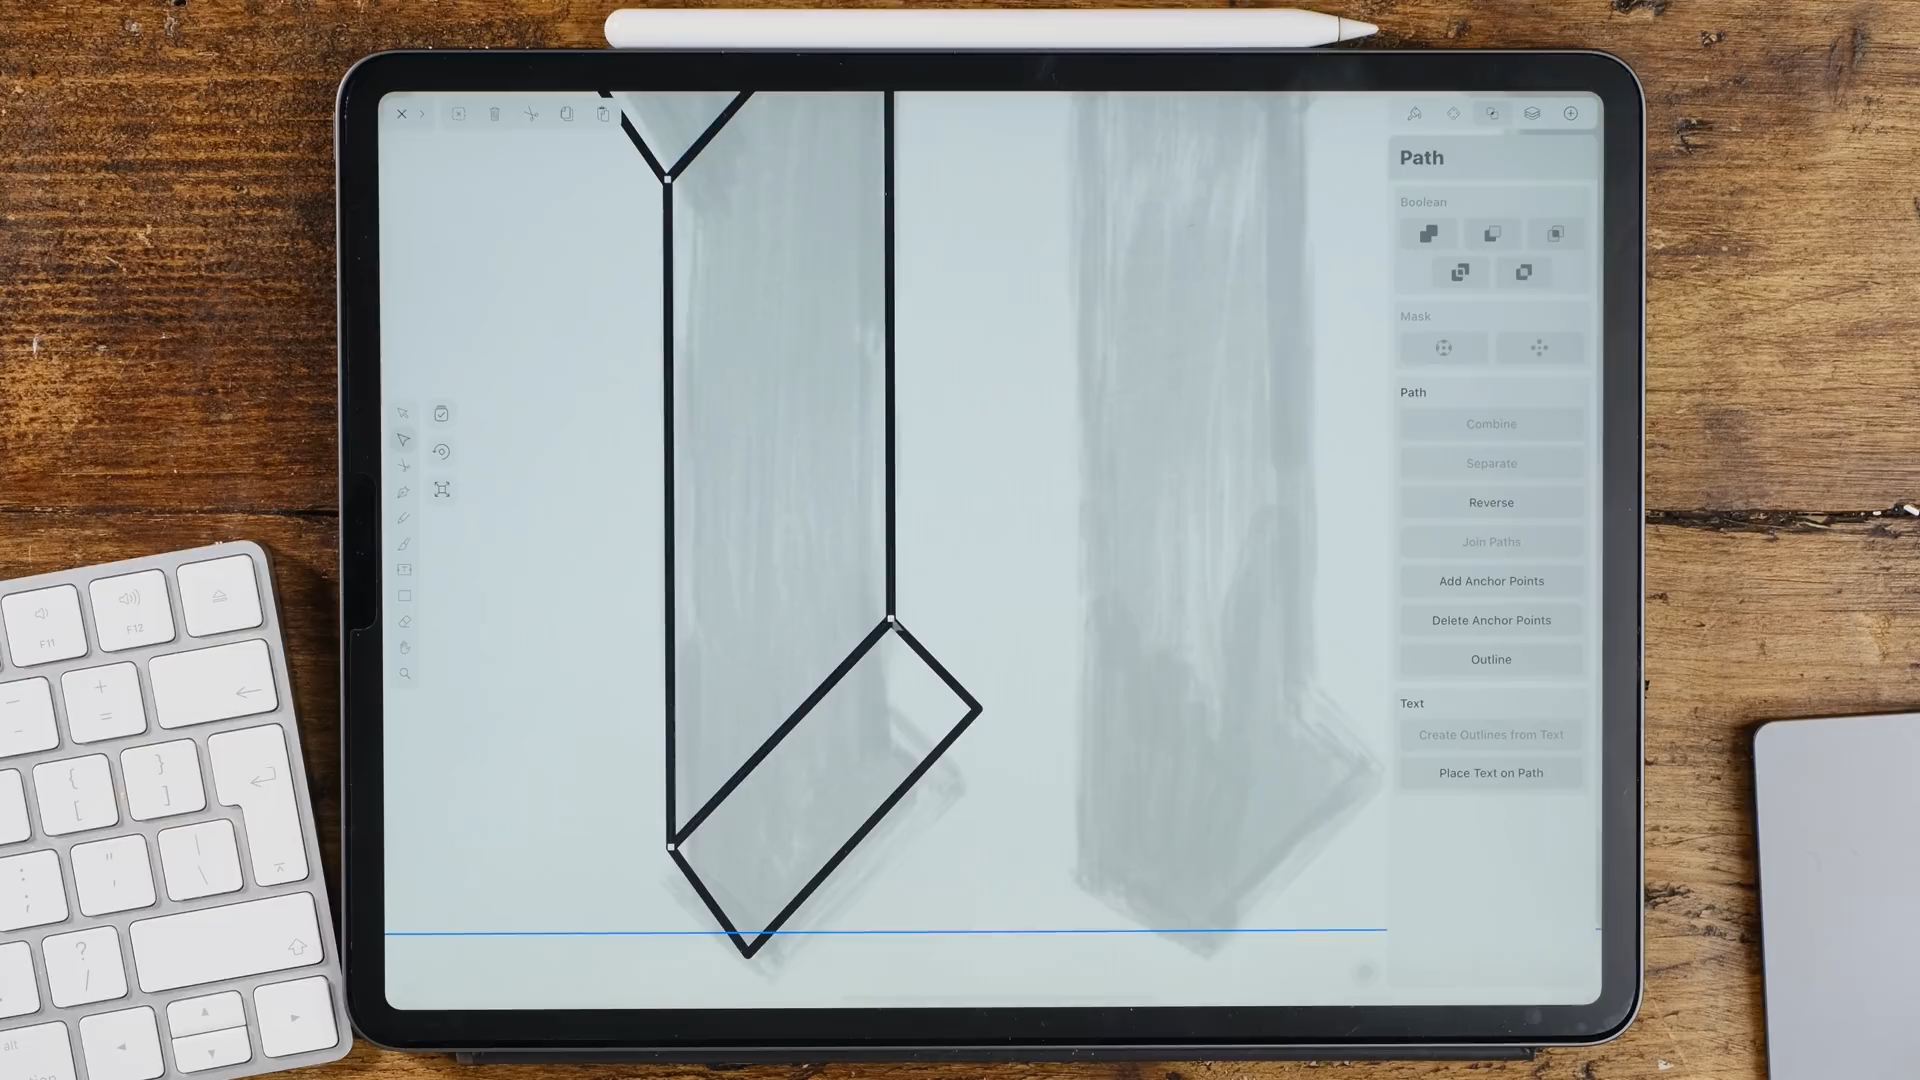 Path
Boolean
Mask
Path
Combine
Separate
Reverse
Join Paths
Add Anchor Points
Delete Anchor Points
Outline
Text
Create Outlines from Text
Place Text on Path
F11
F12
+
=
{
[
}
]
"
'
|
\
:
;
?
/
alt